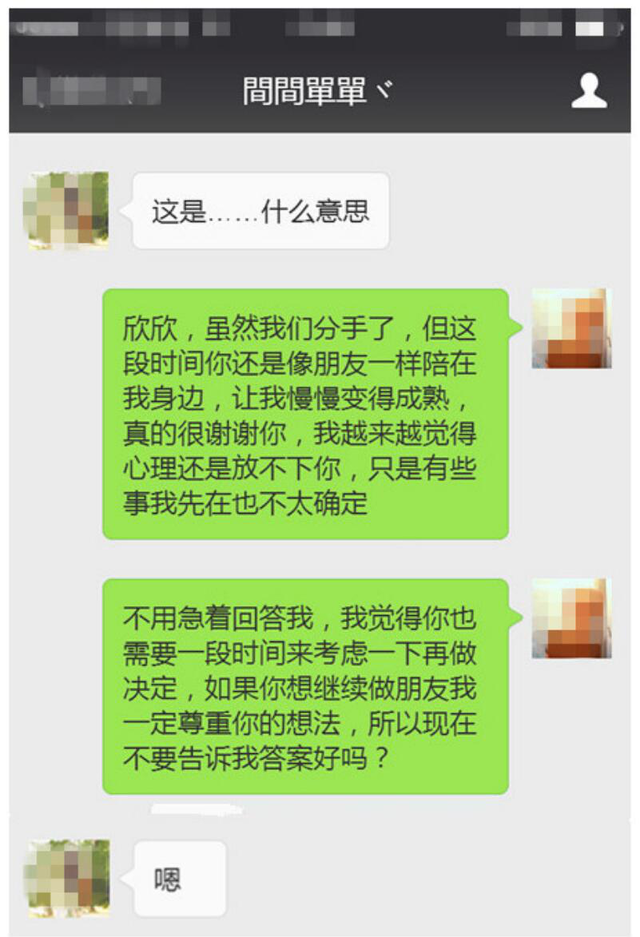 間間單單ヾ
这是……什么意思
欣欣，虽然我们分手了，但这
段时间你还是像朋友一样陪在
我身边，让我慢慢变得成熟，
真的很谢谢你，我越来越觉得
心理还是放不下你，只是有些
事我先在也不太确定
不用急着回答我，我觉得你也
需要一段时间来考虑一下再做
决定，如果你想继续做朋友我
一定尊重你的想法，所以现在
不要告诉我答案好吗？
嗯